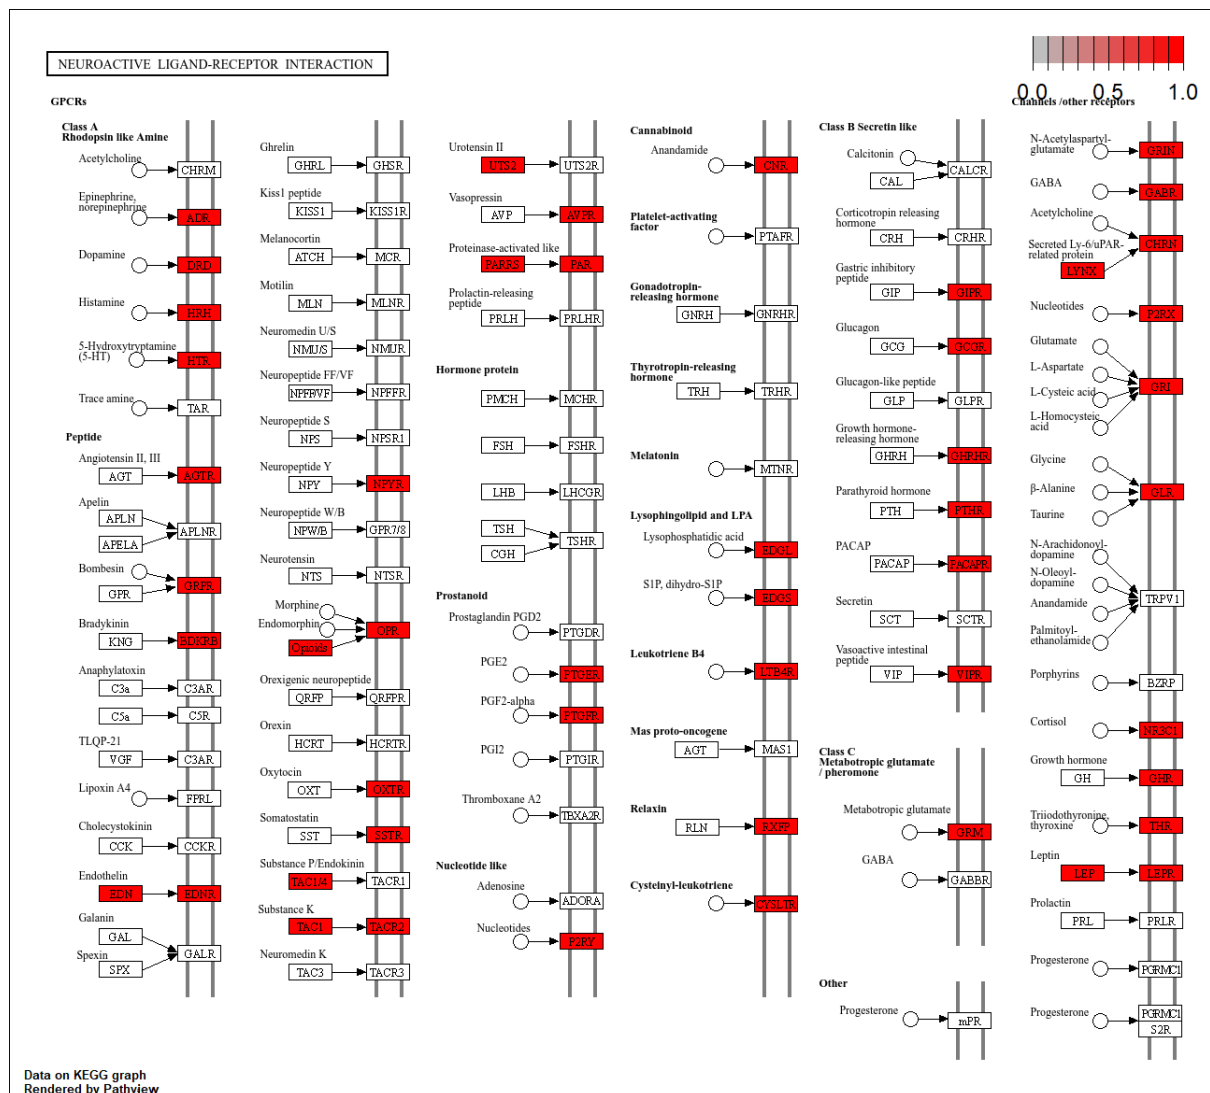 NEUROACTIVE LIGAND-RECEPTOR INTERACTION
0.0 0.5 1.0
GPCRs
Class A
Rhodopsin like Amine
Acetylcholine
CHRM
Epinephrine,
norepinephrine
ADR
Dopamine
DRD
Histamine
HRH
5-Hydroxytryptamine
(5-HT)
HTR
Trace amine
TAR
Peptide
Angiotensin II, III
AGT AGTR
Apelin
APLN
APLNR
APELA
Bombesin
GRPR
GPR
Bradykinin
KNG BDKRB
Anaphylatoxin
C3a C3AR
C5a C5R
TLQP-21
VGF C3AR
Lipoxin A4
FPRL
Cholecystokinin
CCK CCKR
Endothelin
EDN EDNR
Galanin
GAL
GALR
Spexin
SPX
Ghrelin
GHRL GHSR
Kiss1 peptide
KISS1 KISS1R
Melanocortin
ATCH MCR
Motilin
MLN MLNR
Neuromedin U/S
NMU/S NMUR
Neuropeptide FF/VF
NPFF/VF NPFFR
Neuropeptide S
NPS NPSR1
Neuropeptide Y
NPY NPYR
Neuropeptide W/B
NPW/B GPR7/8
Neurotensin
NTS NTSR
Morphine
Endomorphin
OPR
Opioids
Orexigenic neuropeptide
QRFP QRFPR
Orexin
HCRT HCRTR
Oxytocin
OXT OXTR
Somatostatin
SST SSTR
Substance P/Endokinin
TAC1/4 TACR1
Substance K
TAC1 TACR2
Neuromedin K
TAC3 TACR3
Urotensin II
UTS2 UTS2R
Vasopressin
AVP AVPR
Proteinase-activated like
PARRS PAR
Prolactin-releasing
peptide
PRLH PRLHR
Hormone protein
PMCH MCHR
FSH FSHR
LHB LHCGR
TSH
TSHR
CGH
Prostanoid
Prostaglandin PGD2
PTGDR
PGE2
PTGER
PGF2-alpha
PTGFR
PGI2
PTGIR
Thromboxane A2
TBXA2R
Nucleotide like
Adenosine
ADORA
Nucleotides
P2RY
Cannabinoid
Anandamide
CNR
Platelet-activating
factor
PTAFR
Gonadotropin-
releasing hormone
GNRH GNRHR
Thyrotropin-releasing
hormone
TRH TRHR
Melatonin
MTNR
Lysophingolipid and LPA
Lysophosphatidic acid
EDGL
S1P, dihydro-S1P
EDGS
Leukotriene B4
LTB4R
Mas proto-oncogene
AGT MAS1
Relaxin
RLN RXFP
Cysteinyl-leukotriene
CYSLTR
Class B Secretin like
Calcitonin
CALCR
CAL
Corticotropin releasing
hormone
CRH CRHR
Gastric inhibitory
peptide
GIP GIPR
Glucagon
GCG GCGR
Glucagon-like peptide
GLP GLPR
Growth hormone-
releasing hormone
GHRH GHRHR
Parathyroid hormone
PTH PTHR
PACAP
PACAP PACAPR
Secretin
SCT SCTR
Vasoactive intestinal
peptide
VIP VIPR
Class C
Metabotropic glutamate
/ pheromone
Metabotropic glutamate
GRM
GABA
GABBR
Other
Progesterone
mPR
Channels /other receptors
N-Acetylaspartyl-
glutamate
GRIN
GABA
GABR
Acetylcholine
CHRN
Secreted Ly-6/uPAR-
related protein
LYNX
Nucleotides
P2RX
Glutamate
L-Aspartate
GRI
L-Cysteic acid
L-Homocysteic
acid
Glycine
β-Alanine
GLR
Taurine
N-Arachidonoyl-
dopamine
N-Oleoyl-
dopamine
TRPV1
Anandamide
Palmitoyl-
ethanolamide
Porphyrins
BZRP
Cortisol
NR3C1
Growth hormone
GH GHR
Triiodothyronine,
thyroxine
THR
Leptin
LEP LEPR
Prolactin
PRL PRLR
Progesterone
PGRMC1
Progesterone
PGRMC1
S2R
Data on KEGG graph
Rendered by Pathview